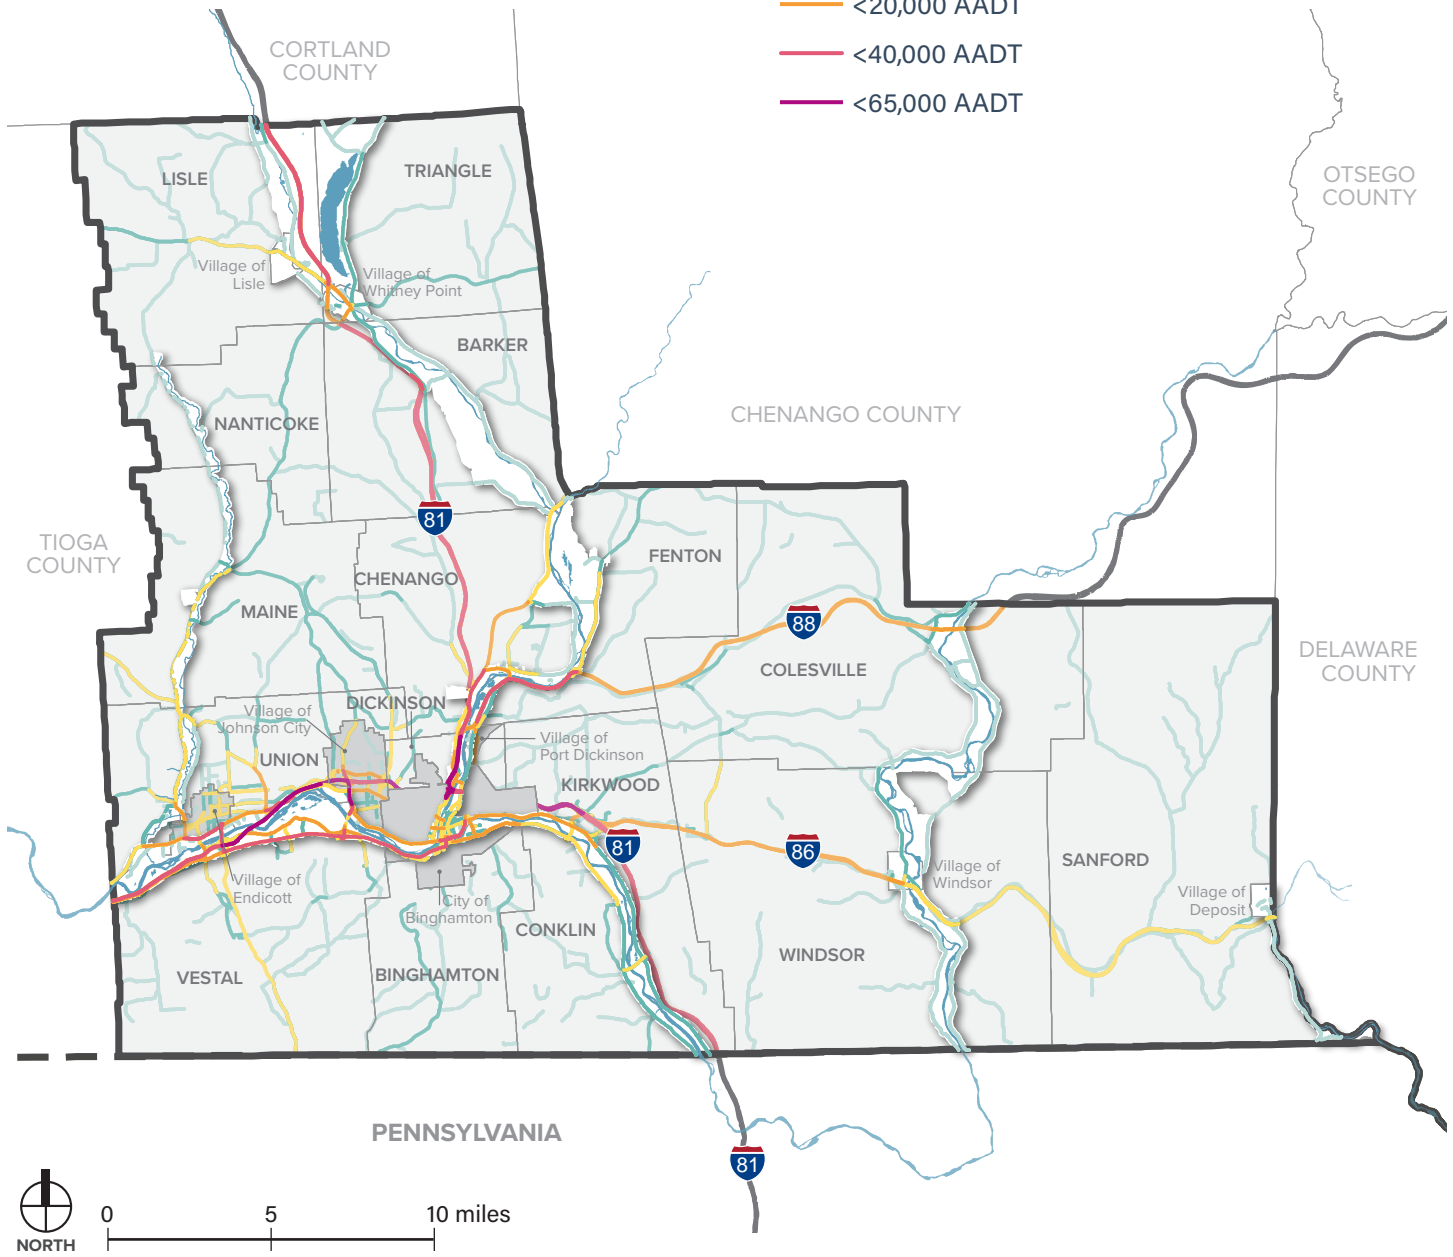 <20,000 AADT
<40,000 AADT
<65,000 AADT
CORTLAND
COUNTY
OTSEGO
COUNTY
LISLE
TRIANGLE
Village of
Lisle
Village of
Whitney Point
BARKER
NANTICOKE
CHENANGO COUNTY
81
TIOGA
COUNTY
FENTON
CHENANGO
MAINE
88
DELAWARE
COUNTY
COLESVILLE
DICKINSON
Village of
Johnson City
Village of
Port Dickinson
UNION
KIRKWOOD
81
86
SANFORD
Village of
Windsor
Village of
Endicott
Village of
Deposit
City of
Binghamton
CONKLIN
WINDSOR
VESTAL
BINGHAMTON
PENNSYLVANIA
81
0 5 10 miles
NORTH